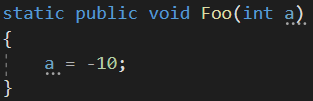 static public void Foo(int a)
{
    a = -10;
}